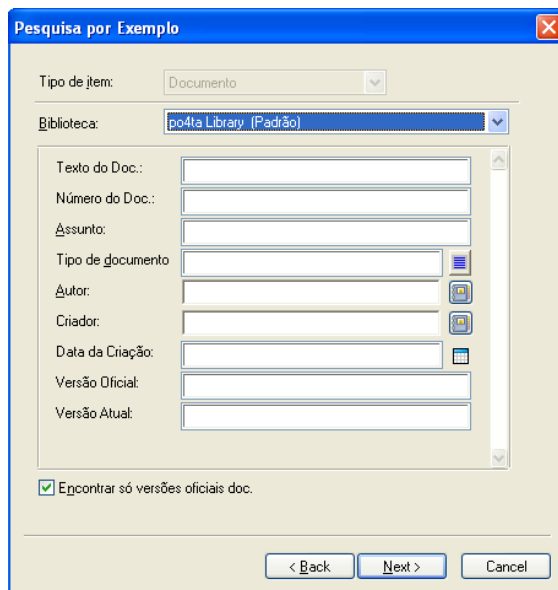 Pesquisa por Exemplo
Tipo de item: Documento
Biblioteca: po4ta Library (Padrão)
Texto do Doc.:
Número do Doc.:
Assunto:
Tipo de documento
Autor:
Criador:
Data da Criação:
Versão Oficial:
Versão Atual:
Encontrar só versões oficiais doc.
< Back Next > Cancel